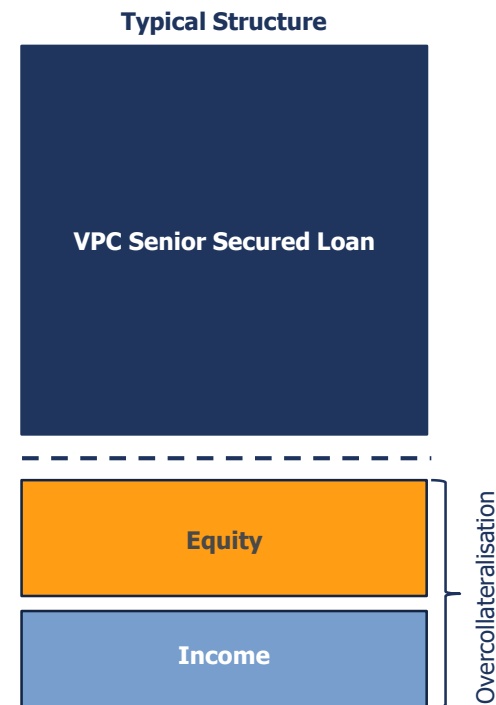 Typical Structure
VPC Senior Secured Loan
Equity
Income
Overcollateralisation